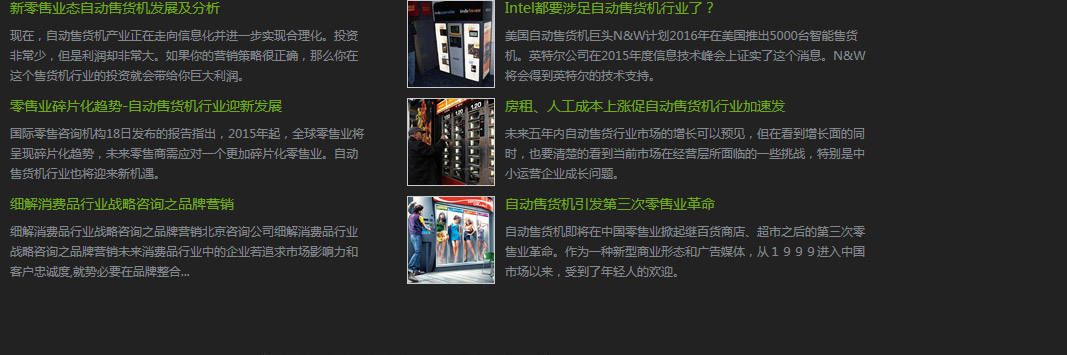 新零售业态自动售货机发展及分析
现在，自动售货机产业正在走向信息化并进一步实现合理化。投资
非常少，但是利润却非常大。如果你的营销策略很正确，那么你在
这个售货机行业的投资就会带给你巨大利润。
零售业碎片化趋势-自动售货机行业迎新发展
国际零售咨询机构18日发布的报告指出，2015年起，全球零售业将
呈现碎片化趋势，未来零售商需应对一个更加碎片化零售业。自动
售货机行业也将迎来新机遇。
细解消费品行业战略咨询之品牌营销
细解消费品行业战略咨询之品牌营销北京咨询公司细解消费品行业
战略咨询之品牌营销未来消费品行业中的企业若追求市场影响力和
客户忠诚度,就势必要在品牌整合...
Intel都要涉足自动售货机行业了？
美国自动售货机巨头N&W计划2016年在美国推出5000台智能售货
机。英特尔公司在2015年度信息技术峰会上证实了这个消息。N&W
将会得到英特尔的技术支持。
房租、人工成本上涨促自动售货机行业加速发
未来五年内自动售货行业市场的增长可以预见，但在看到增长面的同
时，也要清楚的看到当前市场在经营层所面临的一些挑战，特别是中
小运营企业成长问题。
自动售货机引发第三次零售业革命
自动售货机即将在中国零售业掀起继百货商店、超市之后的第三次零
售业革命。作为一种新型商业形态和广告媒体，从１９９９进入中国
市场以来，受到了年轻人的欢迎。